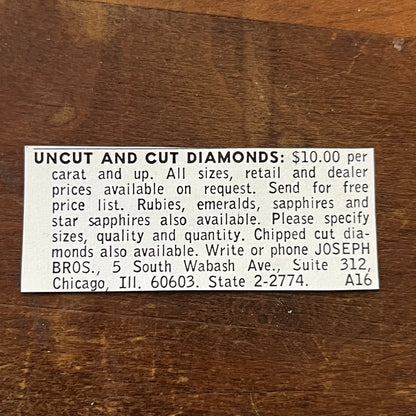 UNCUT AND CUT DIAMONDS: $10.00 per
carat and up. All sizes, retail and dealer
prices available on request. Send for free
price list. Rubies, emeralds, sapphires and
star sapphires also available. Please specify
sizes, quality and quantity. Chipped cut dia-
monds also available. Write or phone JOSEPH
BROS., 5 South Wabash Ave., Suite 312,
Chicago, Ill. 60603. State 2-2774. A16